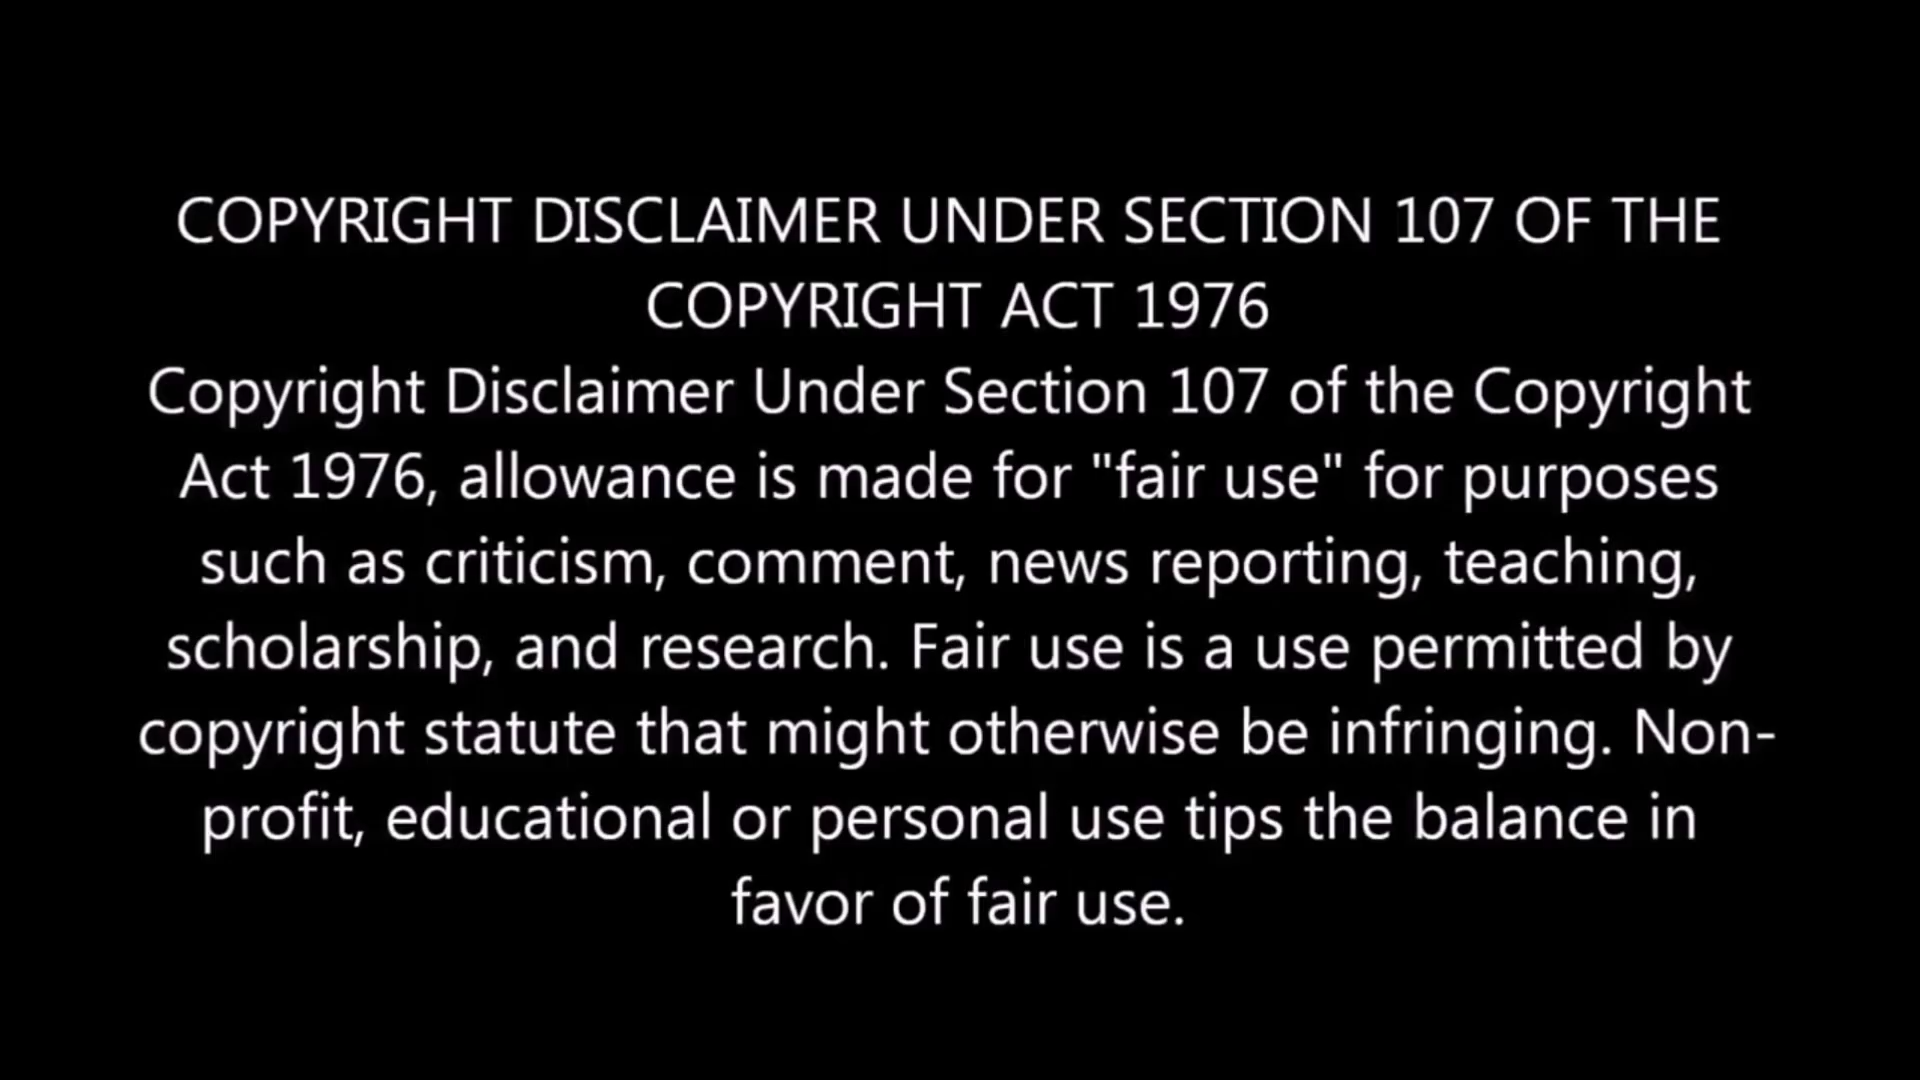 COPYRIGHT DISCLAIMER UNDER SECTION 107 OF THE
COPYRIGHT ACT 1976
Copyright Disclaimer Under Section 107 of the Copyright
Act 1976, allowance is made for "fair use" for purposes
such as criticism, comment, news reporting, teaching,
scholarship, and research. Fair use is a use permitted by
copyright statute that might otherwise be infringing. Non-
profit, educational or personal use tips the balance in
favor of fair use.